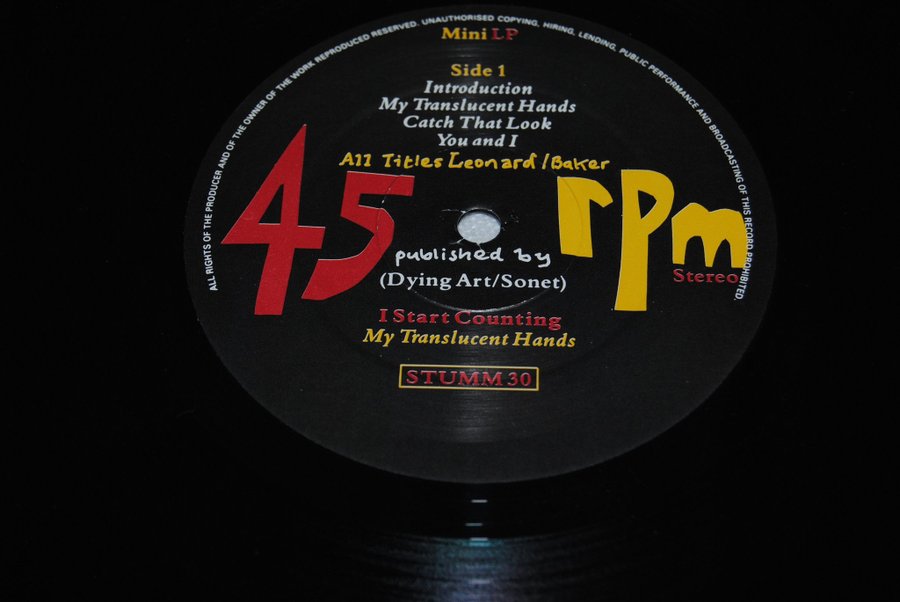 ALL RIGHTS OF THE PRODUCER AND OF THE OWNER OF THE WORK REPRODUCED RESERVED. UNAUTHORISED COPYING, HIRING, LENDING, PUBLIC PERFORMANCE AND BROADCASTING OF THIS RECORD PROHIBITED.
Mini LP
Side 1
Introduction
My Translucent Hands
Catch That Look
You and I
All Titles Leonard/Baker
45 rpm
published by
Stereo
(Dying Art/Sonet)
I Start Counting
My Translucent Hands
STUMM 30